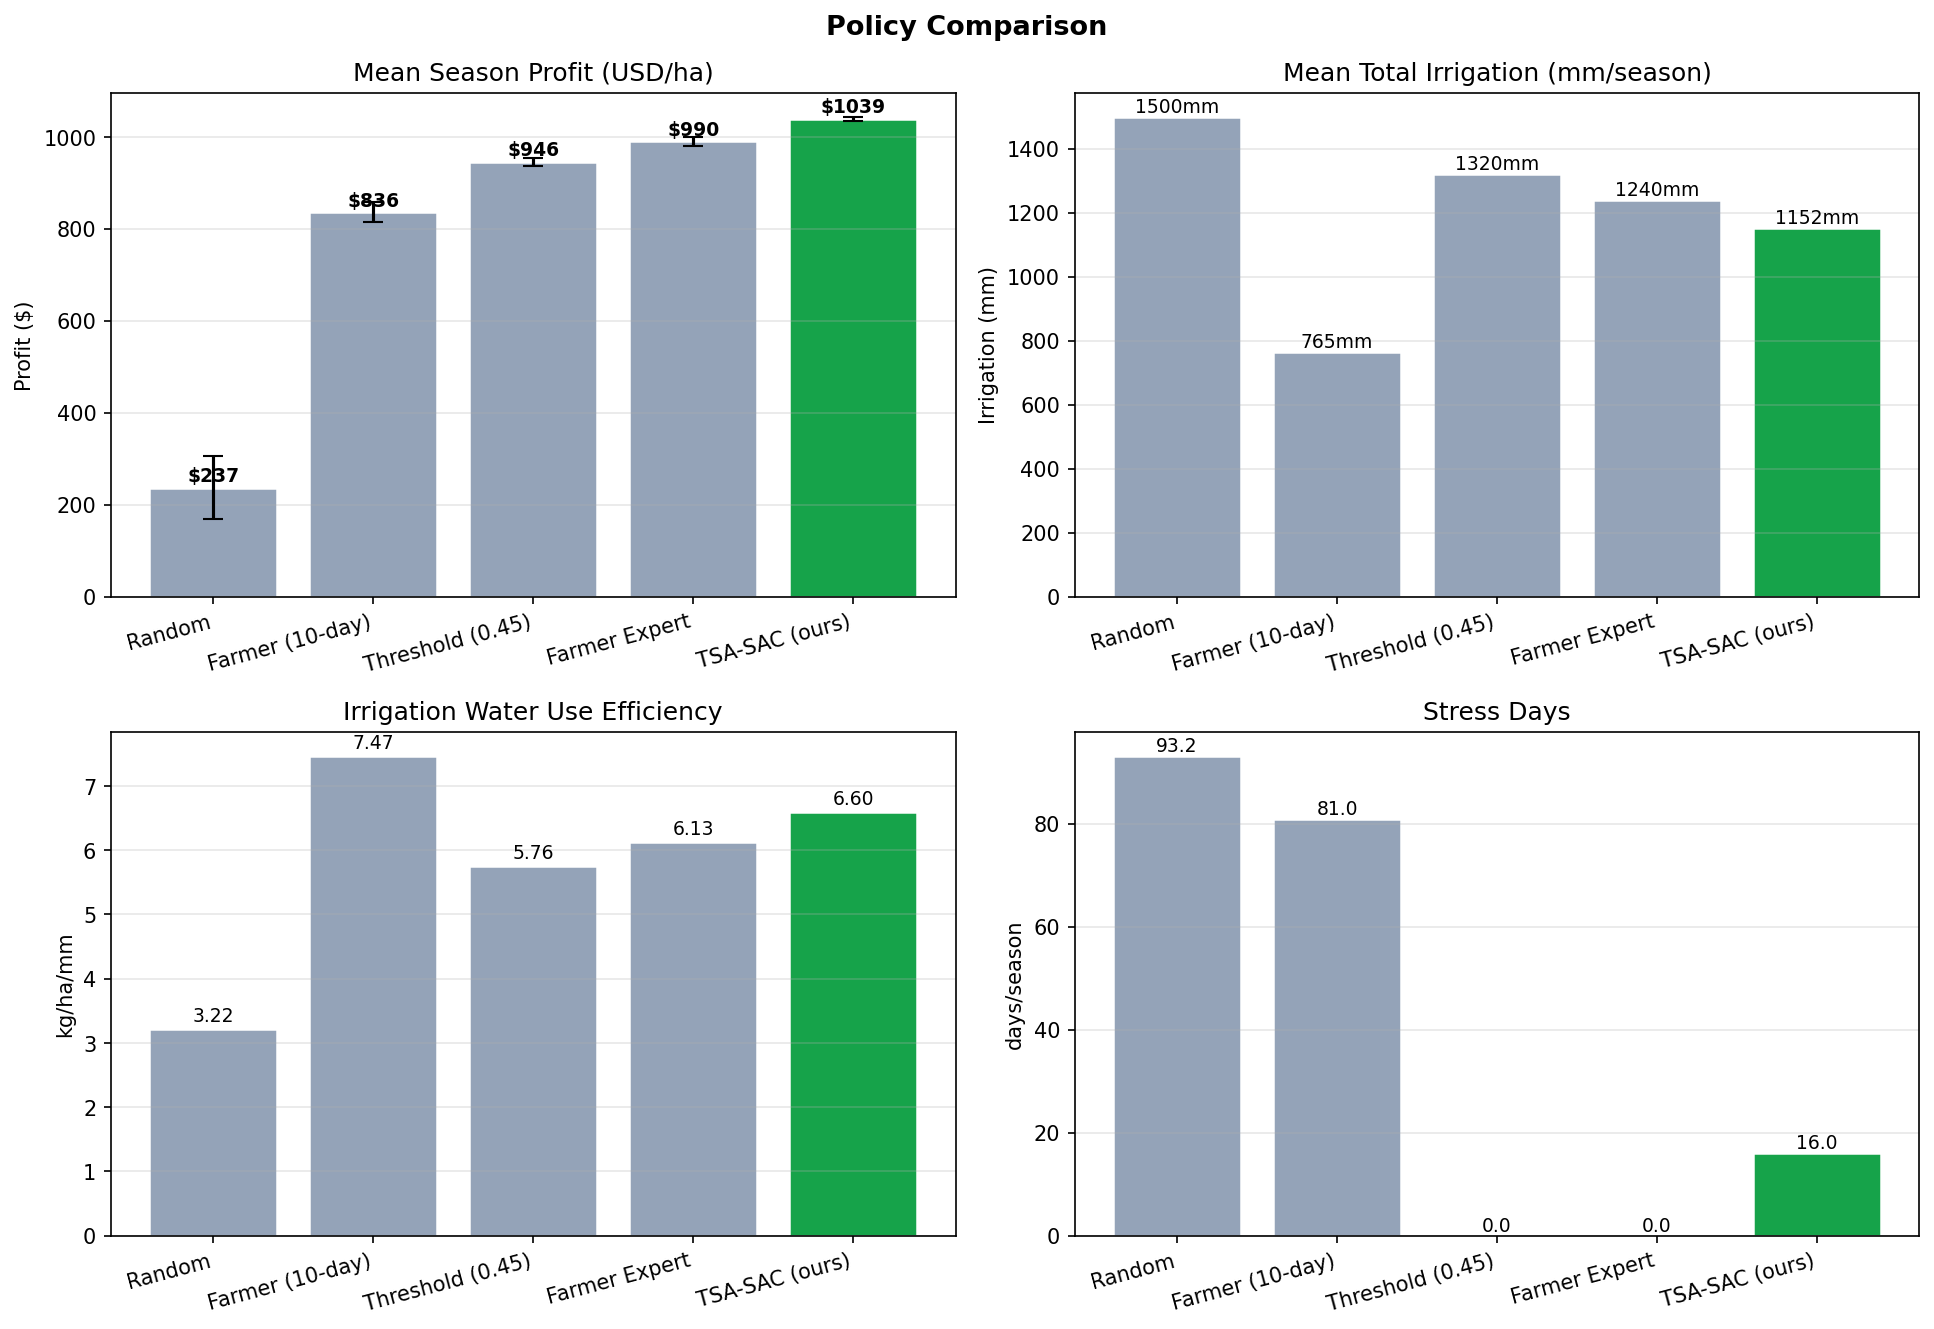 Policy Comparison
Mean Season Profit (USD/ha)
Profit ($)
1000
800
600
400
200
0
$237
$836
$946
$990
$1039
Random
Farmer (10-day)
Threshold (0.45)
Farmer Expert
TSA-SAC (ours)
Mean Total Irrigation (mm/season)
Irrigation (mm)
1400
1200
1000
800
600
400
200
0
1500mm
765mm
1320mm
1240mm
1152mm
Random
Farmer (10-day)
Threshold (0.45)
Farmer Expert
TSA-SAC (ours)
Irrigation Water Use Efficiency
kg/ha/mm
7
6
5
4
3
2
1
0
3.22
7.47
5.76
6.13
6.60
Random
Farmer (10-day)
Threshold (0.45)
Farmer Expert
TSA-SAC (ours)
Stress Days
days/season
80
60
40
20
0
93.2
81.0
0.0
0.0
16.0
Random
Farmer (10-day)
Threshold (0.45)
Farmer Expert
TSA-SAC (ours)